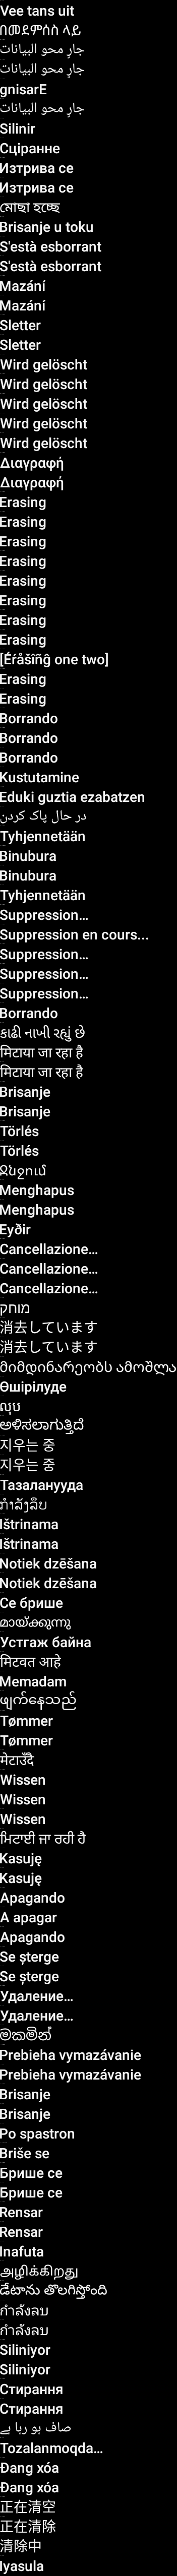 Vee tans uit
በመደምሰስ ላይ
جارٍ محو البيانات
جارٍ محو البيانات
gnisarE
جارٍ محو البيانات
Silinir
Сціранне
Изтрива се
Изтрива се
মোছা হচ্ছে
Brisanje u toku
S'està esborrant
S'està esborrant
Mazání
Mazání
Sletter
Sletter
Wird gelöscht
Wird gelöscht
Wird gelöscht
Wird gelöscht
Wird gelöscht
Διαγραφή
Διαγραφή
Erasing
Erasing
Erasing
Erasing
Erasing
Erasing
Erasing
Erasing
[Éŕåšîñĝ one two]
Erasing
Erasing
Borrando
Borrando
Borrando
Kustutamine
Eduki guztia ezabatzen
در حال پاک کردن
Tyhjennetään
Binubura
Binubura
Tyhjennetään
Suppression…
Suppression en cours...
Suppression…
Suppression…
Suppression…
Borrando
કાઢી નાખી રહ્યું છે
मिटाया जा रहा है
मिटाया जा रहा है
Brisanje
Brisanje
Törlés
Törlés
Ջնջում
Menghapus
Menghapus
Eyðir
Cancellazione…
Cancellazione…
Cancellazione…
מוחק
消去しています
消去しています
მიმდინარეობს ამოშლა
Өшірілуде
លុប
ಅಳಿಸಲಾಗುತ್ತಿದೆ
지우는 중
지우는 중
Тазаланууда
ກຳລັງລຶບ
Ištrinama
Ištrinama
Notiek dzēšana
Notiek dzēšana
Се брише
മായ്ക്കുന്നു
Устгаж байна
मिटवत आहे
Memadam
ဖျက်နေသည်
Tømmer
Tømmer
मेटाउँदै
Wissen
Wissen
Wissen
ਮਿਟਾਈ ਜਾ ਰਹੀ ਹੈ
Kasuję
Kasuję
Apagando
A apagar
Apagando
Se șterge
Se șterge
Удаление…
Удаление…
මකමින්
Prebieha vymazávanie
Prebieha vymazávanie
Brisanje
Brisanje
Po spastron
Briše se
Брише се
Брише се
Rensar
Rensar
Inafuta
அழிக்கிறது
డేటాను తొలగిస్తోంది
กำลังลบ
กำลังลบ
Siliniyor
Siliniyor
Стирання
Стирання
صاف ہو رہا ہے
Tozalanmoqda…
Đang xóa
Đang xóa
正在清空
正在清除
清除中
Iyasula